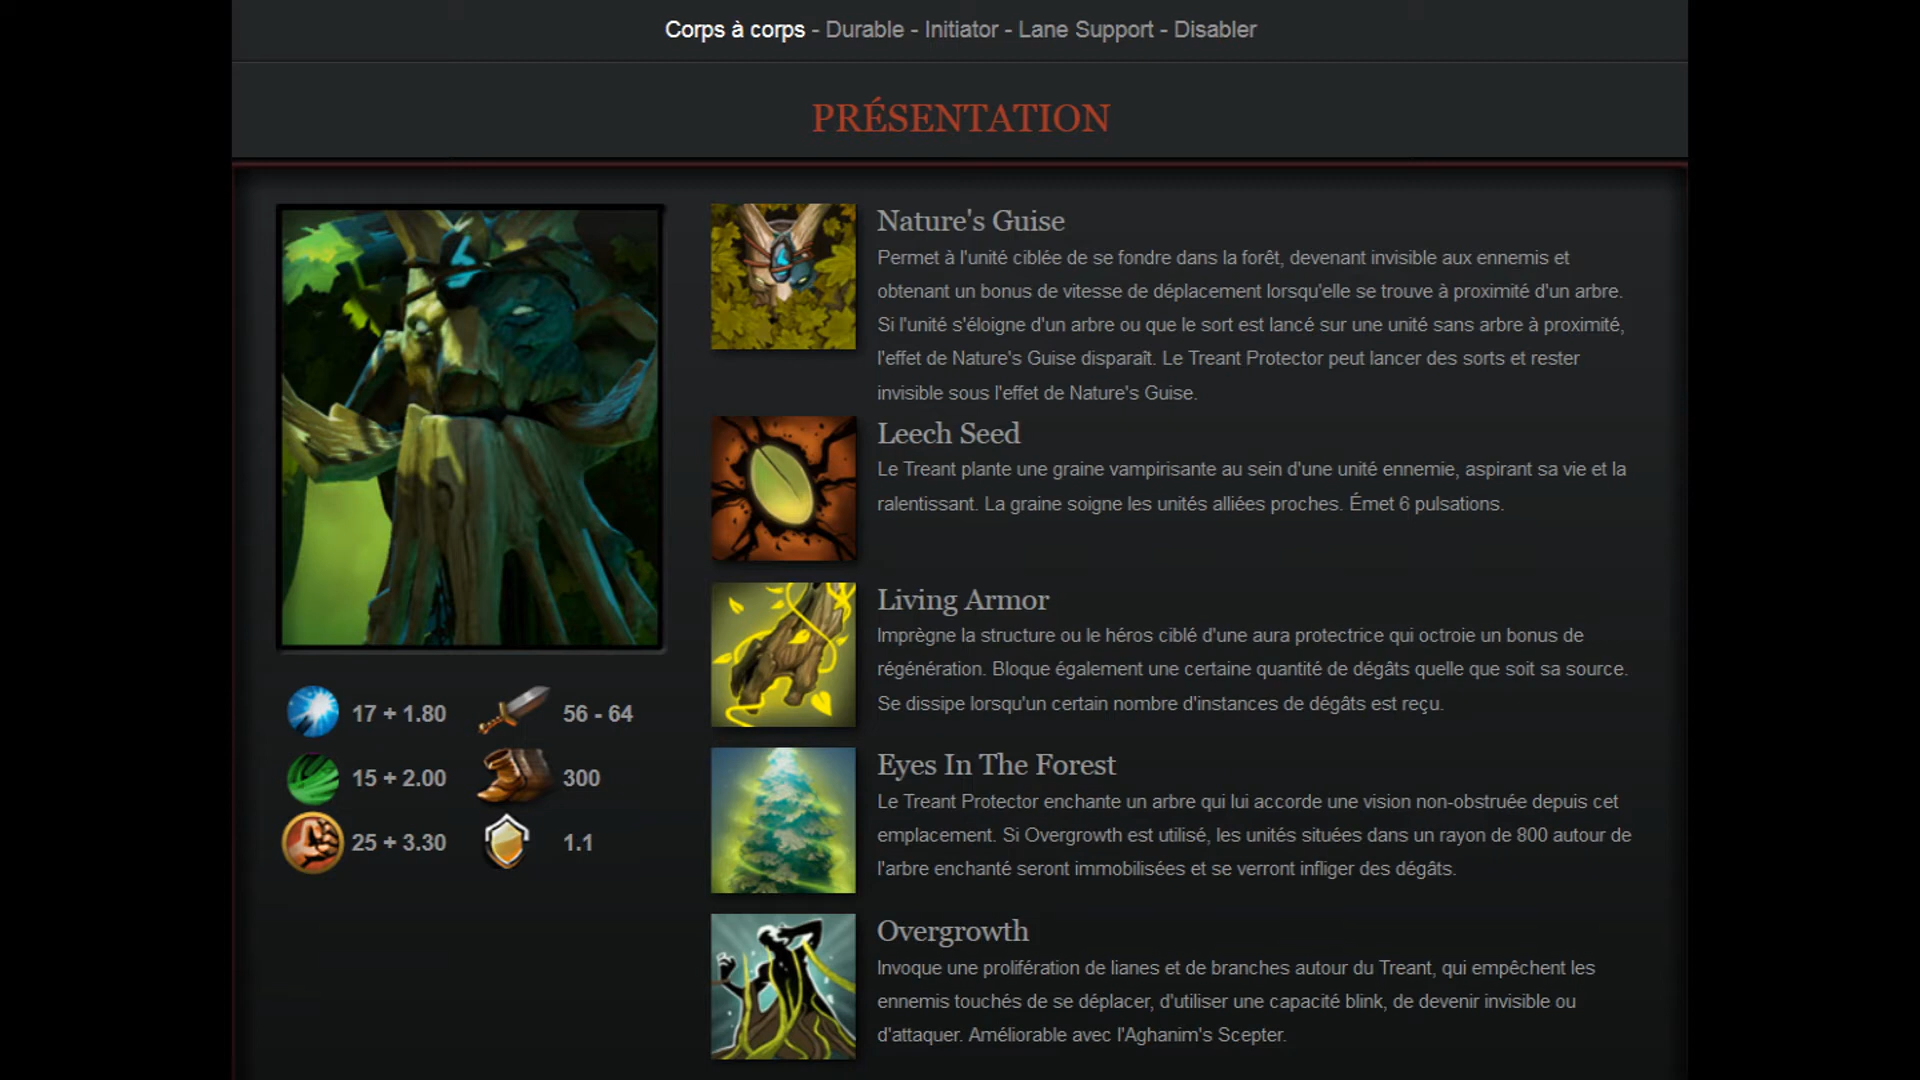 Corps à corps - Durable - Initiator - Lane Support - Disabler
PRÉSENTATION
Nature's Guise
Permet à l'unité ciblée de se fondre dans la forêt, devenant invisible aux ennemis et
obtenant un bonus de vitesse de déplacement lorsqu'elle se trouve à proximité d'un arbre.
Si l'unité s'éloigne d'un arbre ou que le sort est lancé sur une unité sans arbre à proximité,
l'effet de Nature's Guise disparaît. Le Treant Protector peut lancer des sorts et rester
invisible sous l'effet de Nature's Guise.
Leech Seed
Le Treant plante une graine vampirisante au sein d'une unité ennemie, aspirant sa vie et la
ralentissant. La graine soigne les unités alliées proches. Émet 6 pulsations.
Living Armor
Imprègne la structure ou le héros ciblé d'une aura protectrice qui octroie un bonus de
régénération. Bloque également une certaine quantité de dégâts quelle que soit sa source.
Se dissipe lorsqu'un certain nombre d'instances de dégâts est reçu.
17 + 1.80 56 - 64
15 + 2.00 300
25 + 3.30 1.1
Eyes In The Forest
Le Treant Protector enchante un arbre qui lui accorde une vision non-obstruée depuis cet
emplacement. Si Overgrowth est utilisé, les unités situées dans un rayon de 800 autour de
l'arbre enchanté seront immobilisées et se verront infliger des dégâts.
Overgrowth
Invoque une prolifération de lianes et de branches autour du Treant, qui empêchent les
ennemis touchés de se déplacer, d'utiliser une capacité blink, de devenir invisible ou
d'attaquer. Améliorable avec l'Aghanim's Scepter.